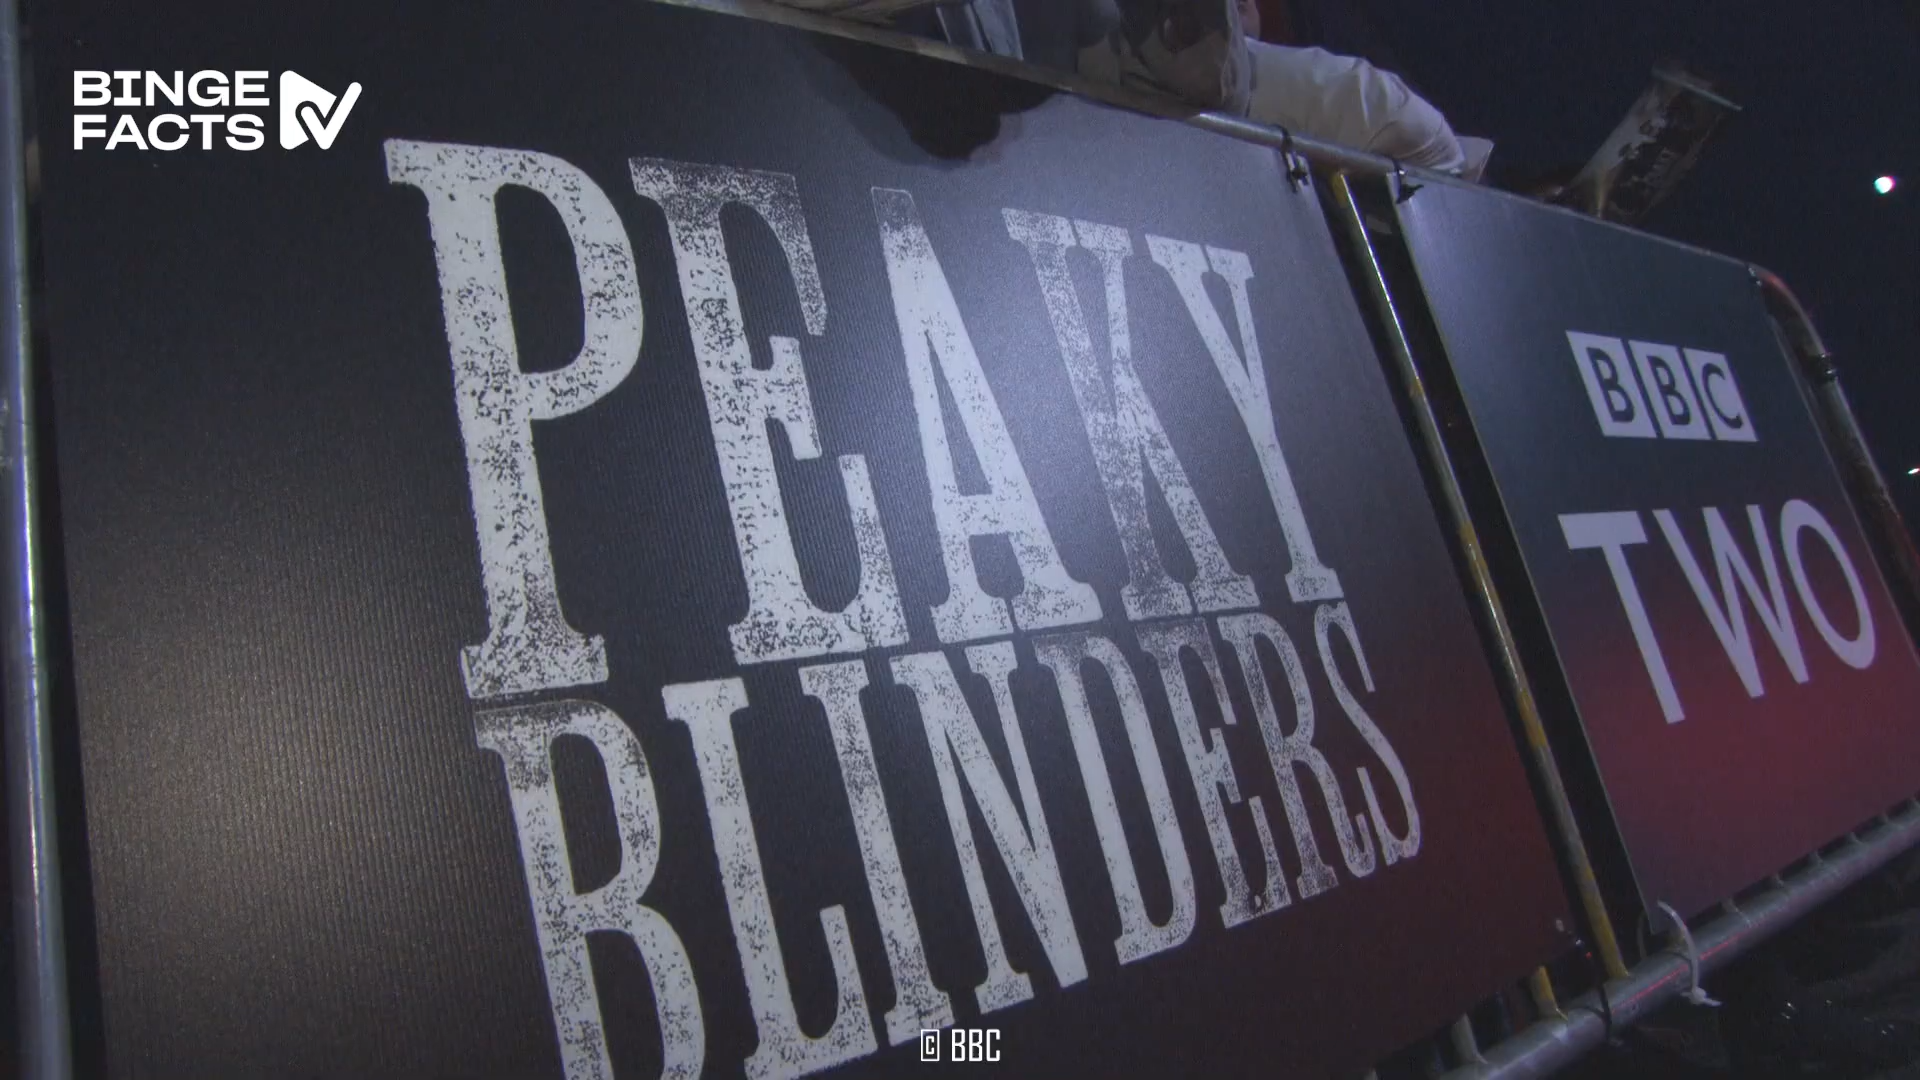 BINGE
FACTS
PEAKY
BLINDERS
BBC
TWO
© BBC